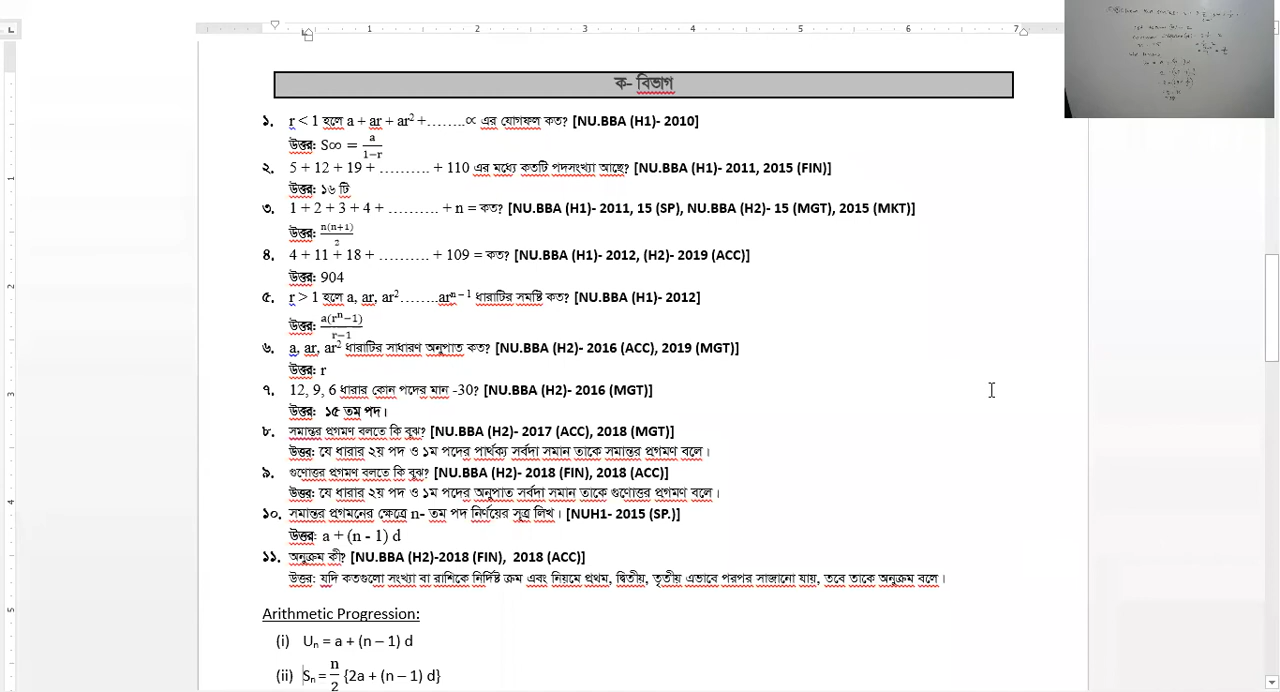 1 2 3 4 5 6 7
ক- বিভাগ
১. r < 1 হলে a + ar + ar² +……..∝ এর যোগফল কত? [NU.BBA (H1)- 2010]
উত্তর: S∞ = a/1−r
২. 5 + 12 + 19 + ………. + 110 এর মধ্যে কতটি পদসংখ্যা আছে? [NU.BBA (H1)- 2011, 2015 (FIN)]
উত্তর: ১৬ টি
৩. 1 + 2 + 3 + 4 + ………. + n = কত? [NU.BBA (H1)- 2011, 15 (SP), NU.BBA (H2)- 15 (MGT), 2015 (MKT)]
উত্তর: n(n+1)/2
৪. 4 + 11 + 18 + ………. + 109 = কত? [NU.BBA (H1)- 2012, (H2)- 2019 (ACC)]
উত্তর: 904
৫. r > 1 হলে a, ar, ar²……..arⁿ⁻¹ ধারাটির সমষ্টি কত? [NU.BBA (H1)- 2012]
উত্তর: a(rⁿ−1)/r−1
৬. a, ar, ar² ধারাটির সাধারণ অনুপাত কত? [NU.BBA (H2)- 2016 (ACC), 2019 (MGT)]
উত্তর: r
৭. 12, 9, 6 ধারার কোন পদের মান -30? [NU.BBA (H2)- 2016 (MGT)]
উত্তর: ১৫ তম পদ।
৮. সমান্তর প্রগমণ বলতে কি বুঝ? [NU.BBA (H2)- 2017 (ACC), 2018 (MGT)]
উত্তর: যে ধারার ২য় পদ ও ১ম পদের পার্থক্য সর্বদা সমান তাকে সমান্তর প্রগমণ বলে।
৯. গুণোত্তর প্রগমণ বলতে কি বুঝ? [NU.BBA (H2)- 2018 (FIN), 2018 (ACC)]
উত্তর: যে ধারার ২য় পদ ও ১ম পদের অনুপাত সর্বদা সমান তাকে গুণোত্তর প্রগমণ বলে।
১০. সমান্তর প্রগমনের ক্ষেত্রে n- তম পদ নির্ণয়ের সূত্র লিখ। [NUH1- 2015 (SP.)]
উত্তর: a + (n - 1) d
১১. অনুক্রম কী? [NU.BBA (H2)-2018 (FIN), 2018 (ACC)]
উত্তর: যদি কতগুলো সংখ্যা বা রাশিকে নির্দিষ্ট ক্রম এবং নিয়মে প্রথম, দ্বিতীয়, তৃতীয় এভাবে পরপর সাজানো যায়, তবে তাকে অনুক্রম বলে।
Arithmetic Progression:
(i) Uₙ = a + (n – 1) d
(ii) Sₙ = n/2 {2a + (n – 1) d}